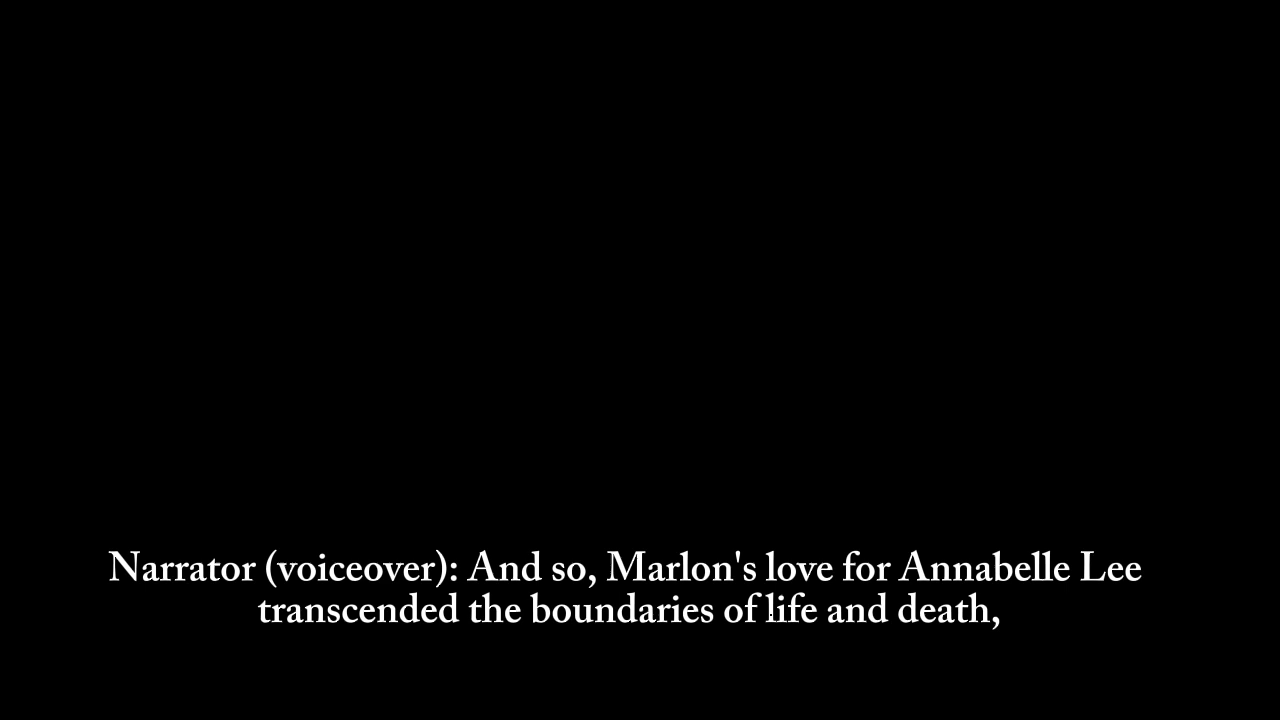 Narrator (voiceover): And so, Marlon's love for Annabelle Lee
transcended the boundaries of life and death,